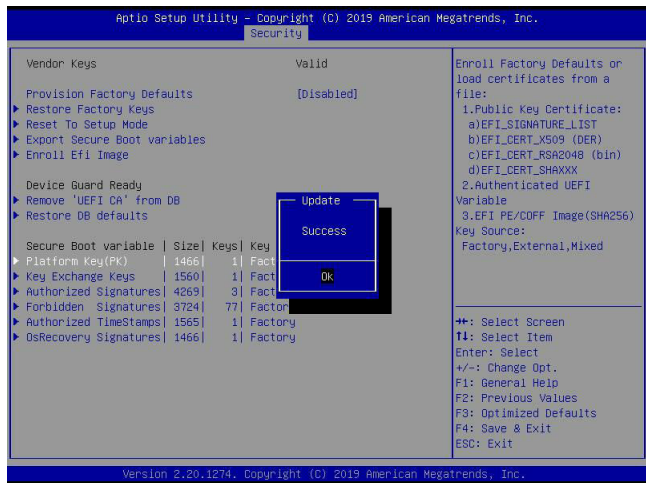 Aptio Setup Utility – Copyright (C) 2019 American Megatrends, Inc.
Security
Vendor Keys Valid
Provision Factory Defaults [Disabled]
Restore Factory Keys
Reset To Setup Mode
Export Secure Boot variables
Enroll Efi Image
Device Guard Ready
Remove 'UEFI CA' from DB
Restore DB defaults
Secure Boot variable | Size| Keys| Key
Platform Key(PK) | 1466| 1| Fact
Key Exchange Keys | 1560| 1| Fact
Authorized Signatures| 4269| 3| Fact
Forbidden Signatures| 3724| 77| Factor
Authorized TimeStamps| 1565| 1| Factory
OsRecovery Signatures| 1466| 1| Factory
Update
Success
Ok
Enroll Factory Defaults or
load certificates from a
file:
1.Public Key Certificate:
a)EFI_SIGNATURE_LIST
b)EFI_CERT_X509 (DER)
c)EFI_CERT_RSA2048 (bin)
d)EFI_CERT_SHAXXX
2.Authenticated UEFI
Variable
3.EFI PE/COFF Image(SHA256)
Key Source:
Factory,External,Mixed
→←: Select Screen
↑↓: Select Item
Enter: Select
+/-: Change Opt.
F1: General Help
F2: Previous Values
F3: Optimized Defaults
F4: Save & Exit
ESC: Exit
Version 2.20.1274. Copyright (C) 2019 American Megatrends, Inc.